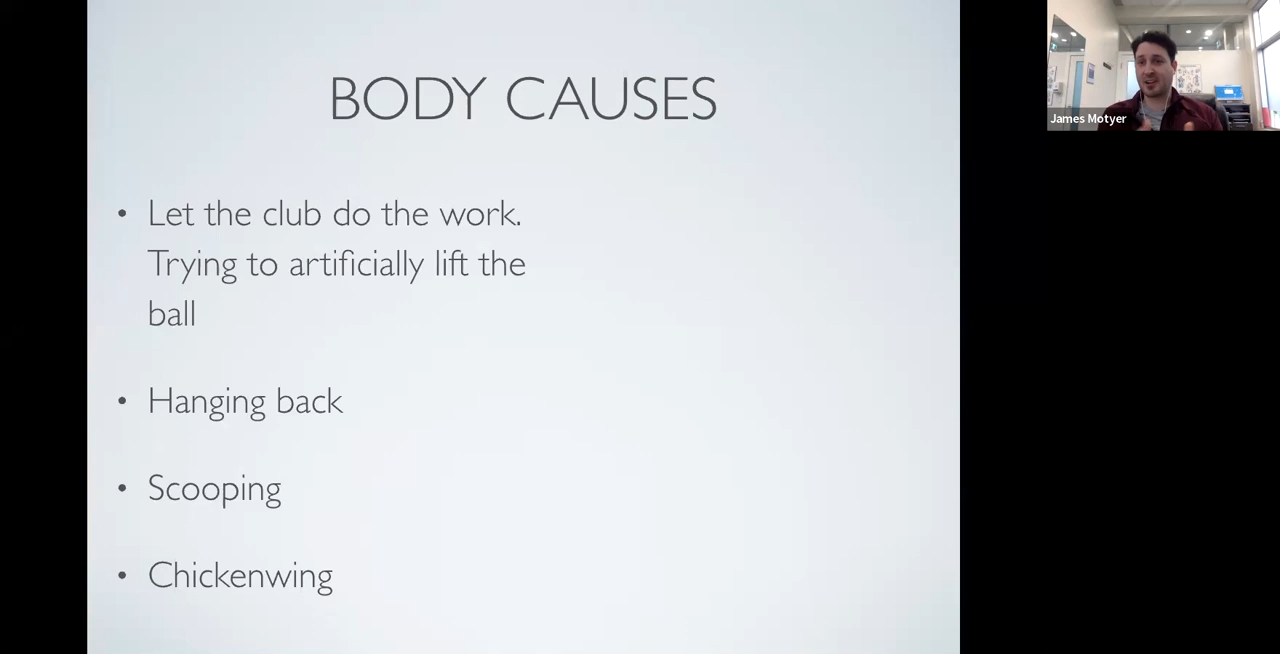 BODY CAUSES
• Let the club do the work.
Trying to artificially lift the
ball
• Hanging back
• Scooping
• Chickenwing
James Motyer